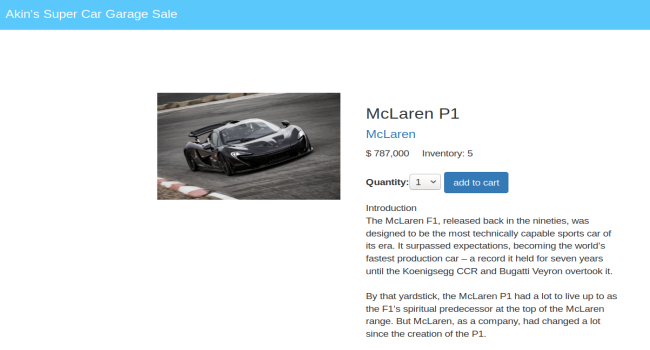 Akin's Super Car Garage Sale
McLaren P1
McLaren
$ 787,000 Inventory: 5
Quantity: 1 add to cart
Introduction
The McLaren F1, released back in the nineties, was
designed to be the most technically capable sports car of
its era. It surpassed expectations, becoming the world's
fastest production car – a record it held for seven years
until the Koenigsegg CCR and Bugatti Veyron overtook it.
By that yardstick, the McLaren P1 had a lot to live up to as
the F1's spiritual predecessor at the top of the McLaren
range. But McLaren, as a company, had changed a lot
since the creation of the P1.